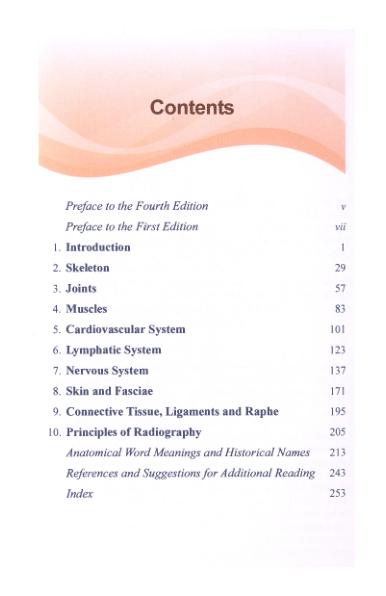 Contents
Preface to the Fourth Edition v
Preface to the First Edition vii
1. Introduction 1
2. Skeleton 29
3. Joints 57
4. Muscles 83
5. Cardiovascular System 101
6. Lymphatic System 123
7. Nervous System 137
8. Skin and Fasciae 171
9. Connective Tissue, Ligaments and Raphe 195
10. Principles of Radiography 205
Anatomical Word Meanings and Historical Names 213
References and Suggestions for Additional Reading 243
Index 253